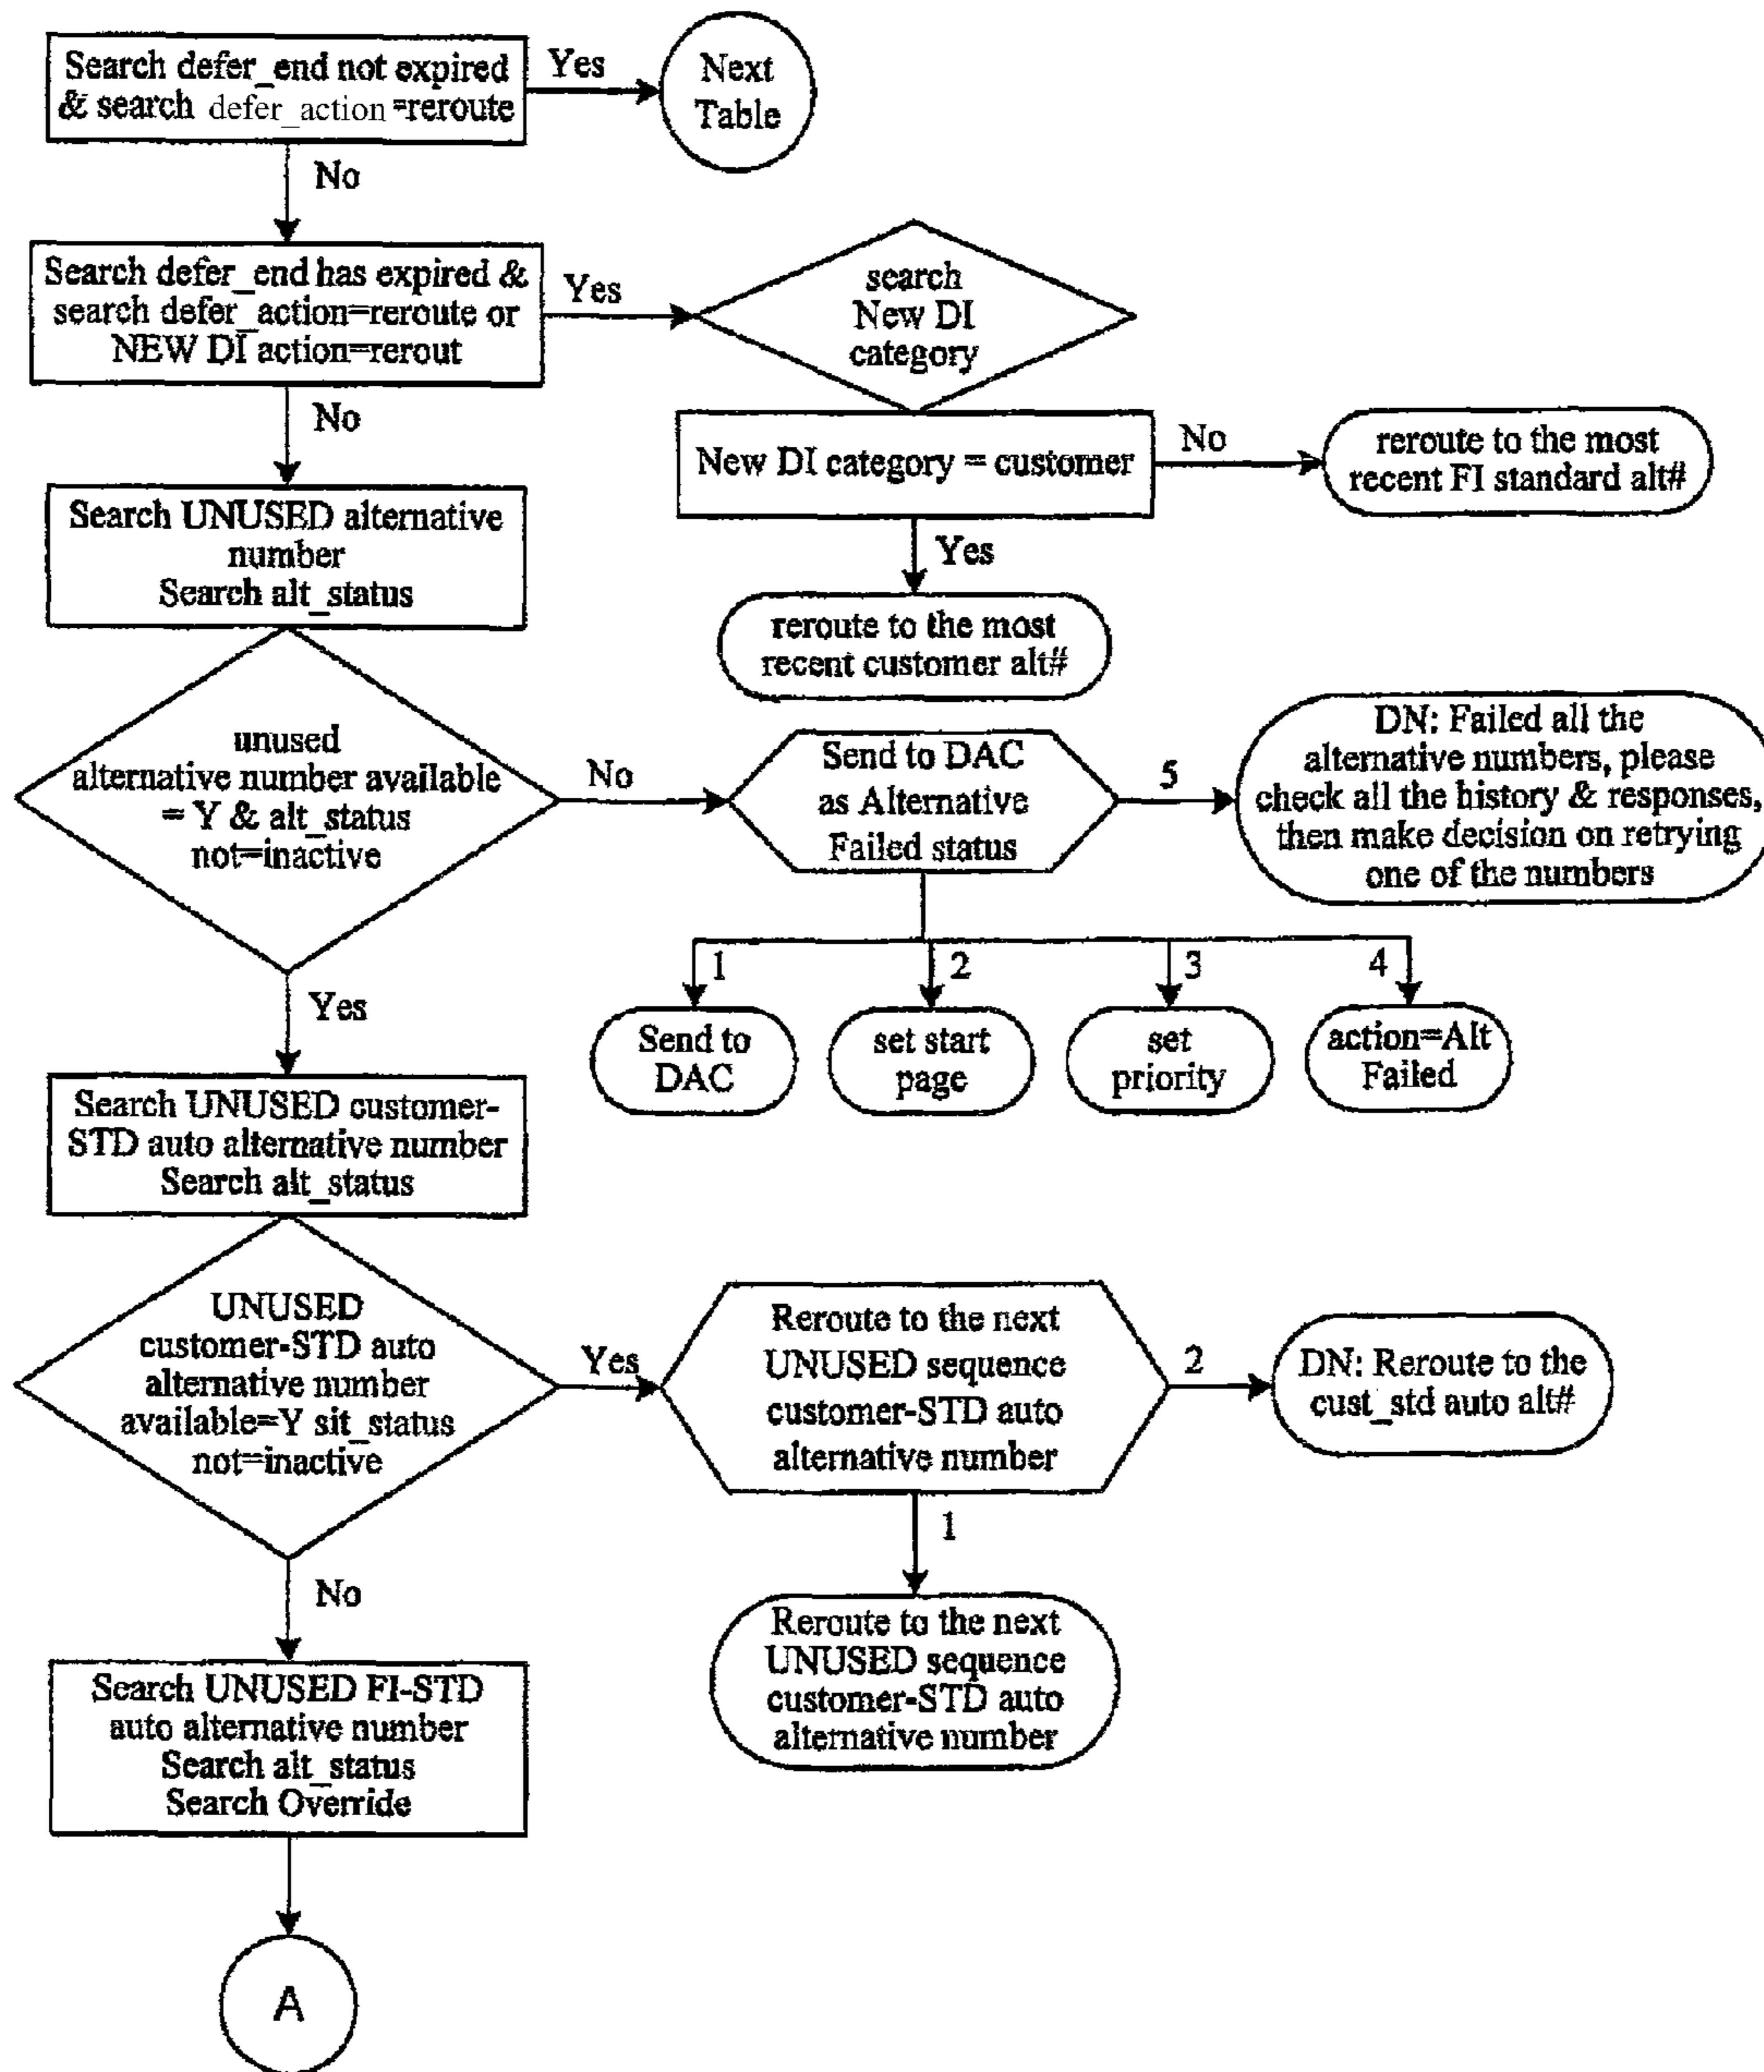 Search defer_end not expired
& search defer_action=reroute
Yes
Next
Table
No
Search defer_end has expired &
search defer_action=reroute or
NEW DI action=rerout
Yes
search
New DI
category
No
New DI category = customer
No
reroute to the most
recent FI standard alt#
Yes
reroute to the most
recent customer alt#
Search UNUSED alternative
number
Search alt_status
unused
alternative number available
= Y & alt_status
not=inactive
No
Send to DAC
as Alternative
Failed status
5
DN: Failed all the
alternative numbers, please
check all the history & responses,
then make decision on retrying
one of the numbers
1
2
3
4
Send to
DAC
set start
page
set
priority
action=Alt
Failed
Yes
Search UNUSED customer-
STD auto alternative number
Search alt_status
UNUSED
customer-STD auto
alternative number
available=Y sit_status
not=inactive
Yes
Reroute to the next
UNUSED sequence
customer-STD auto
alternative number
2
DN: Reroute to the
cust_std auto alt#
1
Reroute to the next
UNUSED sequence
customer-STD auto
alternative number
No
Search UNUSED FI-STD
auto alternative number
Search alt_status
Search Override
A